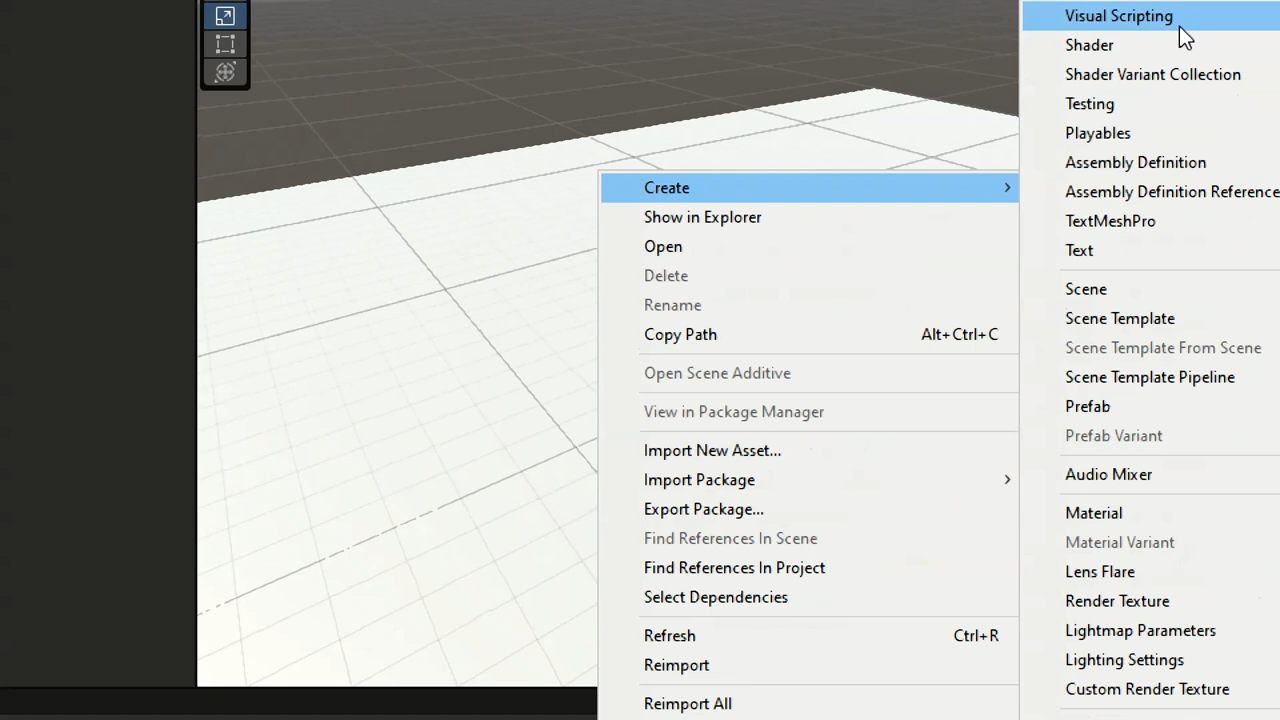 Create
Show in Explorer
Open
Delete
Rename
Copy Path Alt+Ctrl+C
Open Scene Additive
View in Package Manager
Import New Asset...
Import Package
Export Package...
Find References In Scene
Find References In Project
Select Dependencies
Refresh Ctrl+R
Reimport
Reimport All
Visual Scripting
Shader
Shader Variant Collection
Testing
Playables
Assembly Definition
Assembly Definition Reference
TextMeshPro
Text
Scene
Scene Template
Scene Template From Scene
Scene Template Pipeline
Prefab
Prefab Variant
Audio Mixer
Material
Material Variant
Lens Flare
Render Texture
Lightmap Parameters
Lighting Settings
Custom Render Texture